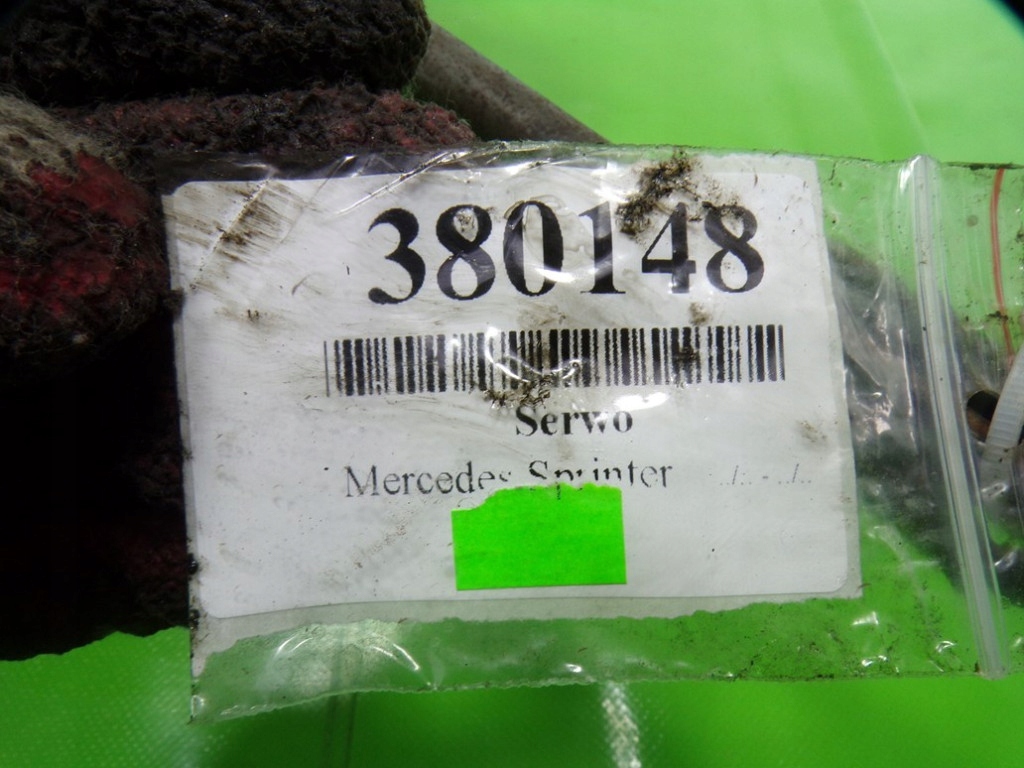 380148
Serwo
Mercedes Sprinter ../.. - ../..